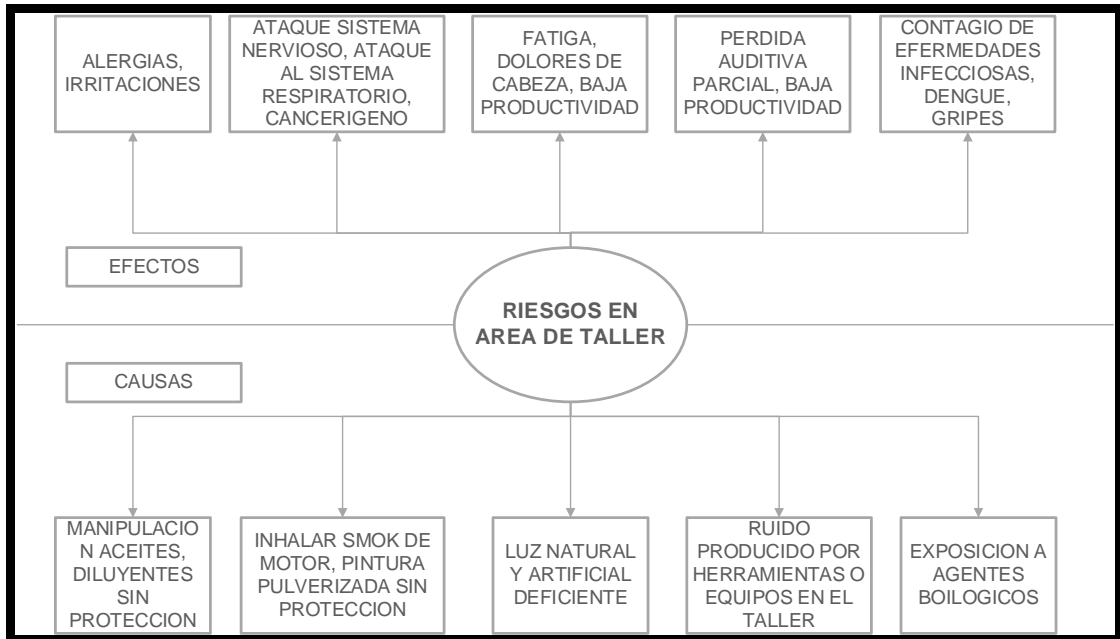 ALERGIAS,
IRRITACIONES
ATAQUE SISTEMA
NERVIOSO, ATAQUE
AL SISTEMA
RESPIRATORIO,
CANCERIGENO
FATIGA,
DOLORES DE
CABEZA, BAJA
PRODUCTIVIDAD
PERDIDA
AUDITIVA
PARCIAL, BAJA
PRODUCTIVIDAD
CONTAGIO DE
EFERMEDADES
INFECCIOSAS,
DENGUE,
GRIPES
EFECTOS
RIESGOS EN
AREA DE TALLER
CAUSAS
MANIPULACIO
N ACEITES,
DILUYENTES
SIN
PROTECCION
INHALAR SMOK DE
MOTOR, PINTURA
PULVERIZADA SIN
PROTECCION
LUZ NATURAL
Y ARTIFICIAL
DEFICIENTE
RUIDO
PRODUCIDO POR
HERRAMIENTAS O
EQUIPOS EN EL
TALLER
EXPOSICION A
AGENTES
BOILOGICOS